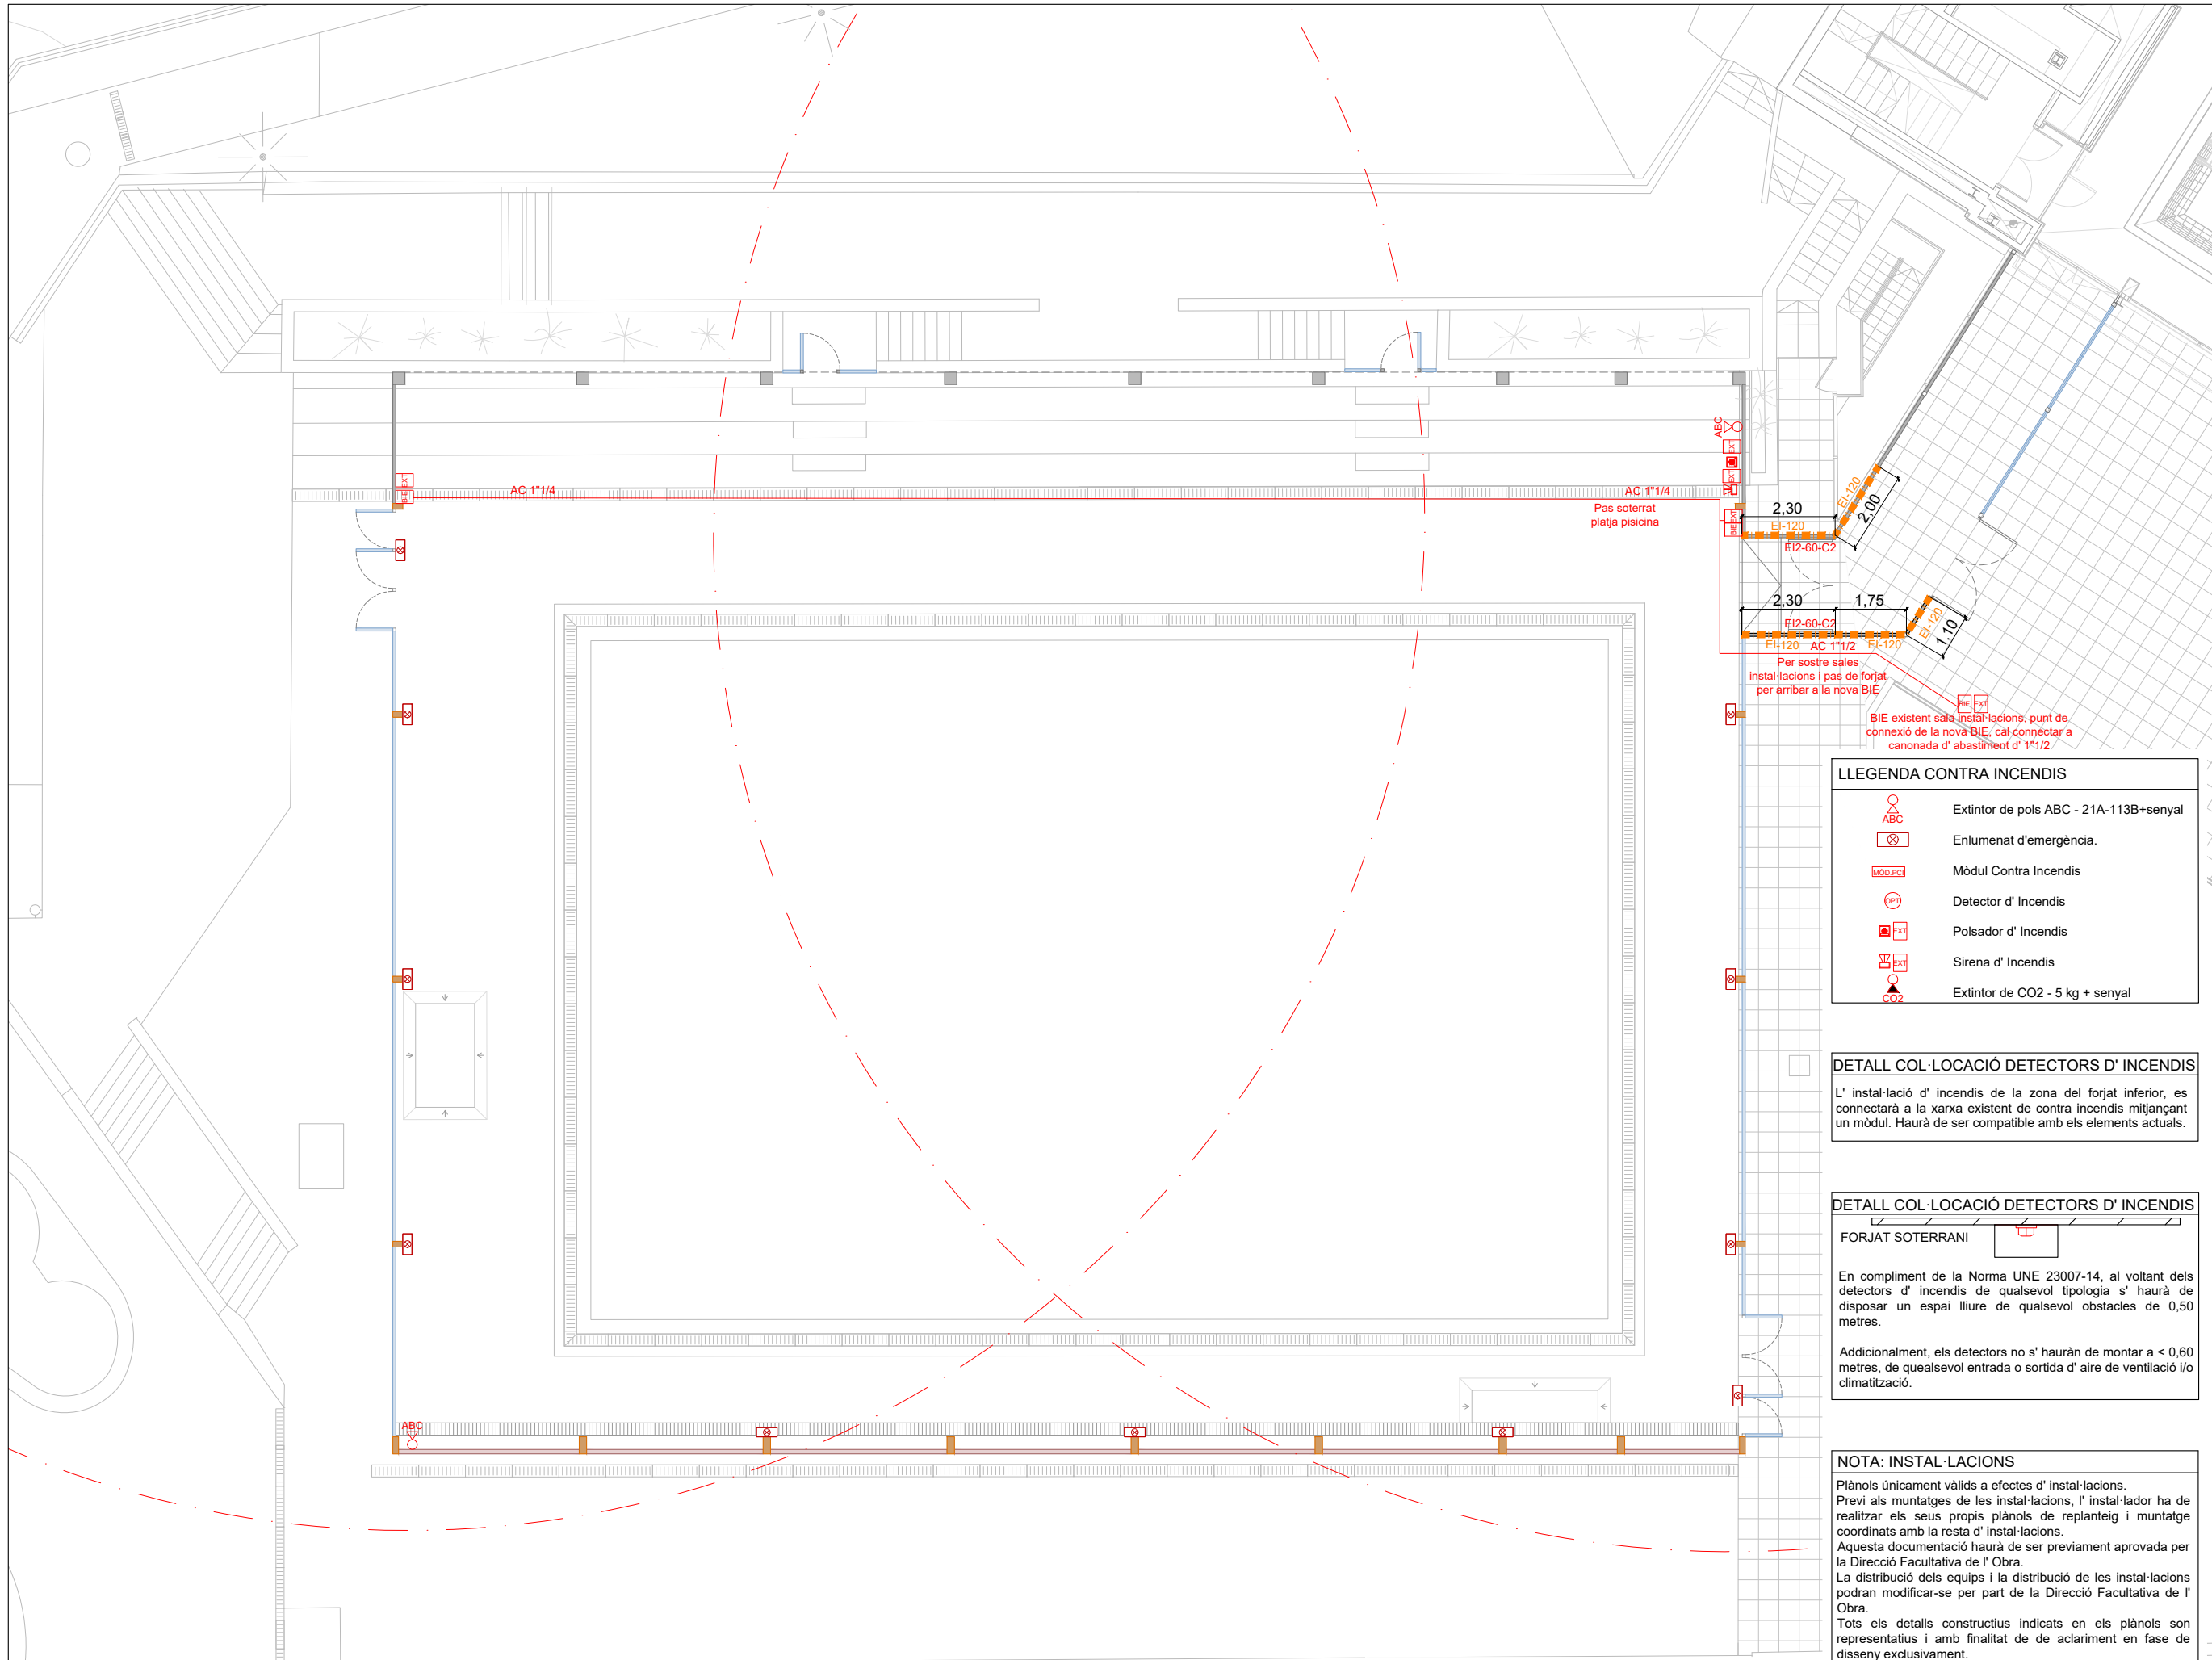 ABC
EXT
EXT
EXT
BIE
AC 1"1/4
AC 1"1/4
Pas soterrat
platja pisicina
BIE
EXT
2,30
EI-120
EI2-60-C2
EI-120
2,00
2,30
1,75
EI2-60-C2
EI-120
AC 1"1/2
EI-120
EI-120
1,10
Per sostre sales
instal·lacions i pas de forjat
per arribar a la nova BIE
BIE
EXT
BIE existent sala instal·lacions, punt de
connexió de la nova BIE, cal connectar a
canonada d' abastiment d' 1"1/2
LLEGENDA CONTRA INCENDIS
ABC
Extintor de pols ABC - 21A-113B+senyal
Enlumenat d'emergència.
MÒD.PCI
Mòdul Contra Incendis
OPT
Detector d' Incendis
EXT
Polsador d' Incendis
EXT
Sirena d' Incendis
CO2
Extintor de CO2 - 5 kg + senyal
DETALL COL·LOCACIÓ DETECTORS D' INCENDIS
L' instal·lació d' incendis de la zona del forjat inferior, es
connectarà a la xarxa existent de contra incendis mitjançant
un mòdul. Haurà de ser compatible amb els elements actuals.
DETALL COL·LOCACIÓ DETECTORS D' INCENDIS
FORJAT SOTERRANI
En compliment de la Norma UNE 23007-14, al voltant dels
detectors d' incendis de qualsevol tipologia s' haurà de
disposar un espai lliure de qualsevol obstacles de 0,50
metres.
Addicionalment, els detectors no s' hauràn de montar a < 0,60
metres, de quealsevol entrada o sortida d' aire de ventilació i/o
climatització.
ABC
NOTA: INSTAL·LACIONS
Plànols únicament vàlids a efectes d' instal·lacions.
Previ als muntatges de les instal·lacions, l' instal·lador ha de
realitzar els seus propis plànols de replanteig i muntatge
coordinats amb la resta d' instal·lacions.
Aquesta documentació haurà de ser previament aprovada per
la Direcció Facultativa de l' Obra.
La distribució dels equips i la distribució de les instal·lacions
podran modificar-se per part de la Direcció Facultativa de l'
Obra.
Tots els detalls constructius indicats en els plànols son
representatius i amb finalitat de de aclariment en fase de
disseny exclusivament.